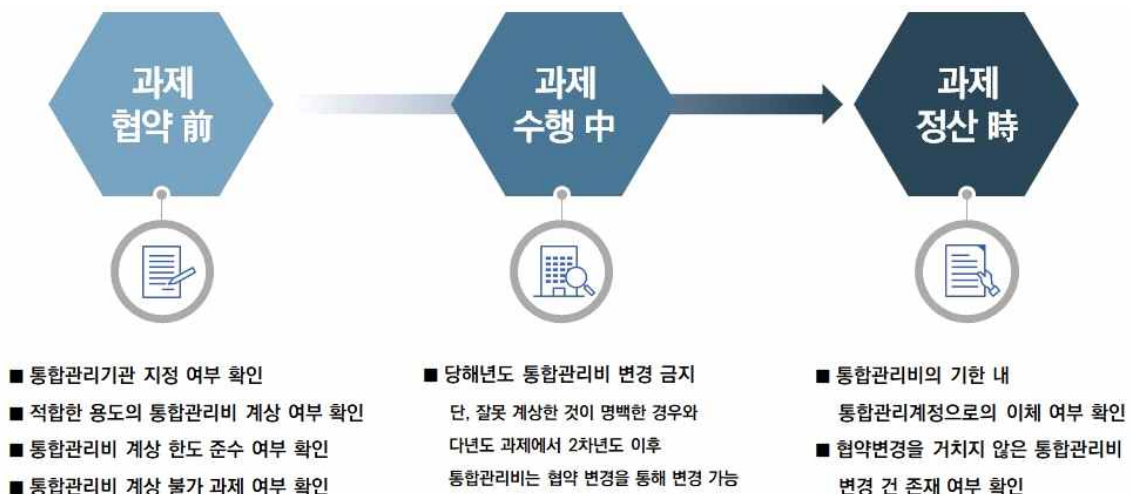 과제
협약 前
과제
수행 中
과제
정산 時
■ 통합관리기관 지정 여부 확인
■ 적합한 용도의 통합관리비 계상 여부 확인
■ 통합관리비 계상 한도 준수 여부 확인
■ 통합관리비 계상 불가 과제 여부 확인
■ 당해년도 통합관리비 변경 금지
단, 잘못 계상한 것이 명백한 경우와
다년도 과제에서 2차년도 이후
통합관리비는 협약 변경을 통해 변경 가능
■ 통합관리비의 기한 내
통합관리계정으로의 이체 여부 확인
■ 협약변경을 거치지 않은 통합관리비
변경 건 존재 여부 확인